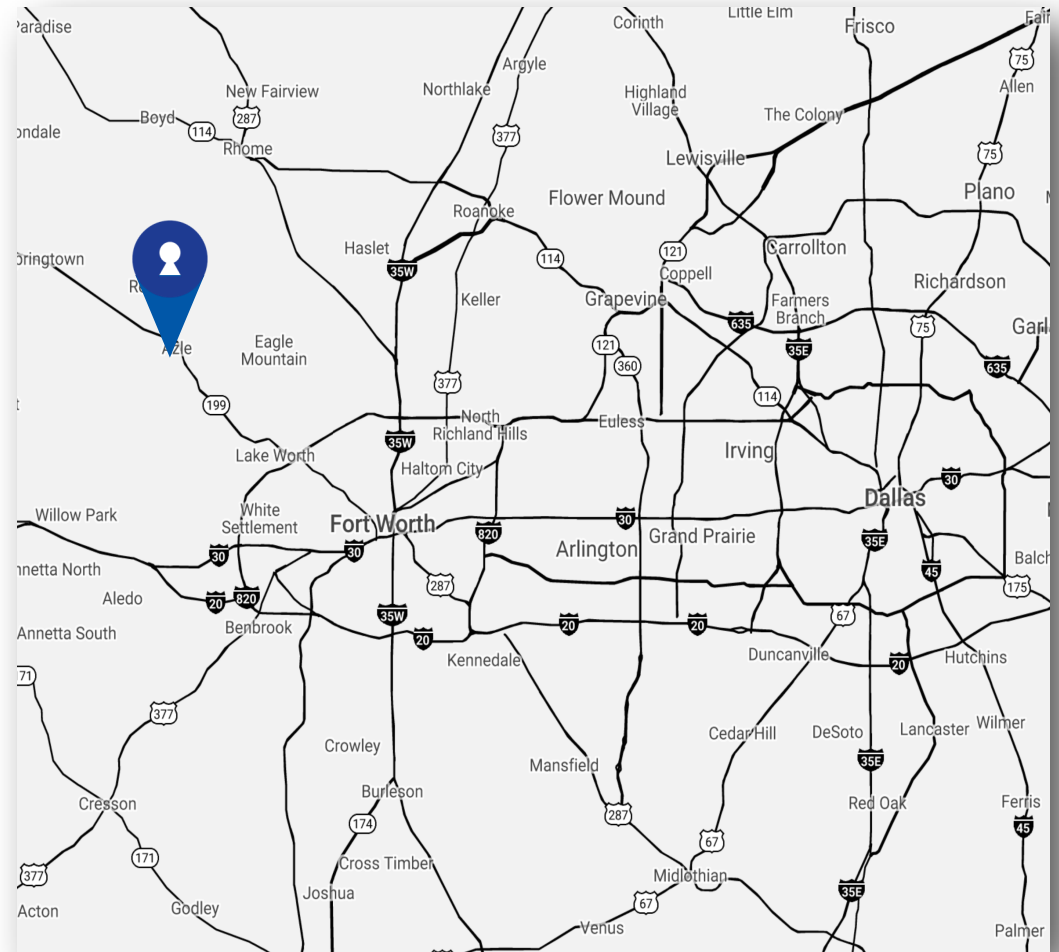 Paradise
Corinth
Little Elm
Frisco
Fair
75
Argyle
Allen
New Fairview
Northlake
Highland
Village
The Colony
Boyd
114
287
ondale
377
Rhome
75
Lewisville
Plano
Flower Mound
Roanoke
Haslet
121
Carrollton
pringtown
114
35W
Coppell
Richardson
R
Keller
Grapevine
Farmers
Branch
635
75
Garl
Azle
Eagle
Mountain
121
35E
360
635
377
114
199
North
Richland Hills
Euless
35W
Irving
Lake Worth
Haltom City
30
Dallas
Willow Park
White
Settlement
Fort Worth
30
820
Grand Prairie
35E
Arlington
30
30
Balch
nnetta North
45
287
175
Aledo
20
820
35W
67
Benbrook
20
20
20
Annetta South
Kennedale
Duncanville
20
Hutchins
71
377
Cedar Hill
DeSoto
Lancaster
Wilmer
Crowley
Mansfield
35E
Burleson
Cresson
Red Oak
Ferris
287
174
45
67
171
Cross Timber
377
Midlothian
Joshua
35E
67
Acton
Godley
Venus
Palmer